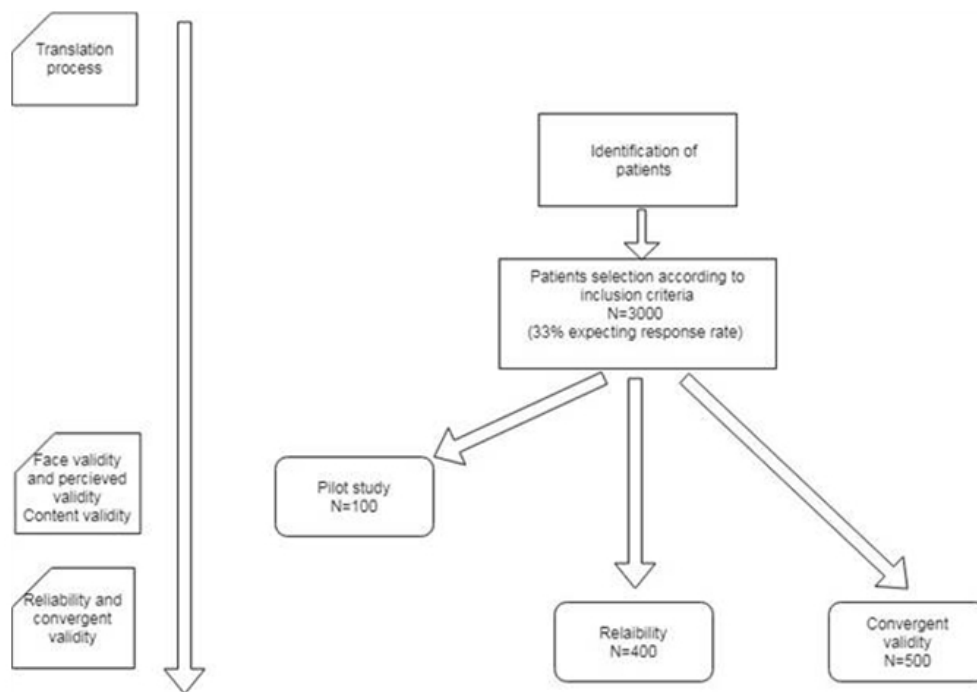 Translation
process
Identification of
patients
Patients selection according to
inclusion criteria
N=3000
(33% expecting response rate)
Face validity
and percieved
validity
Content validity
Pilot study
N=100
Reliability and
convergent
validity
Relaibility
N=400
Convergent
validity
N=500